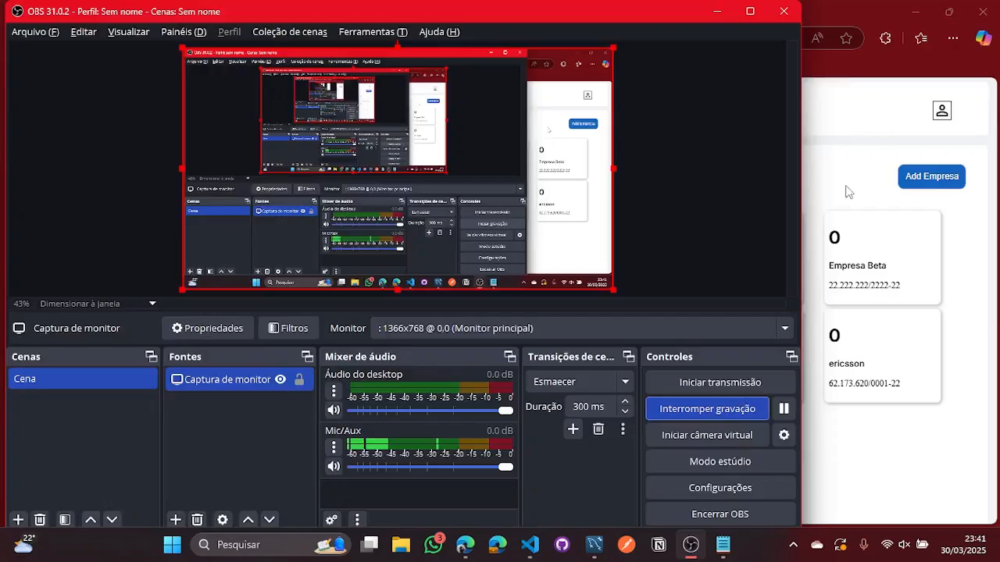 OBS 31.0.2 - Perfil: Sem nome - Cenas: Sem nome
Arquivo (F) Editar Visualizar Painéis (D) Perfil Coleção de cenas Ferramentas (T) Ajuda (H)
Add Empresa
0
Empresa Beta
22.222.222/2222-22
0
ericsson
62.173.620/0001-22
43% Dimensionar à janela
Captura de monitor Propriedades Filtros Monitor : 1366x768 @ 0,0 (Monitor principal)
Cenas
Cena
Fontes
Captura de monitor
Mixer de áudio
Áudio do desktop 0.0 dB
-60 -55 -50 -45 -40 -35 -30 -25 -20 -15 -10 -5 0
Mic/Aux 0.0 dB
-60 -55 -50 -45 -40 -35 -30 -25 -20 -15 -10 -5 0
Transições de ce...
Esmaecer
Duração 300 ms
Controles
Iniciar transmissão
Interromper gravação
Iniciar câmera virtual
Modo estúdio
Configurações
Encerrar OBS
22°
Pesquisar
3
23:41
30/03/2025